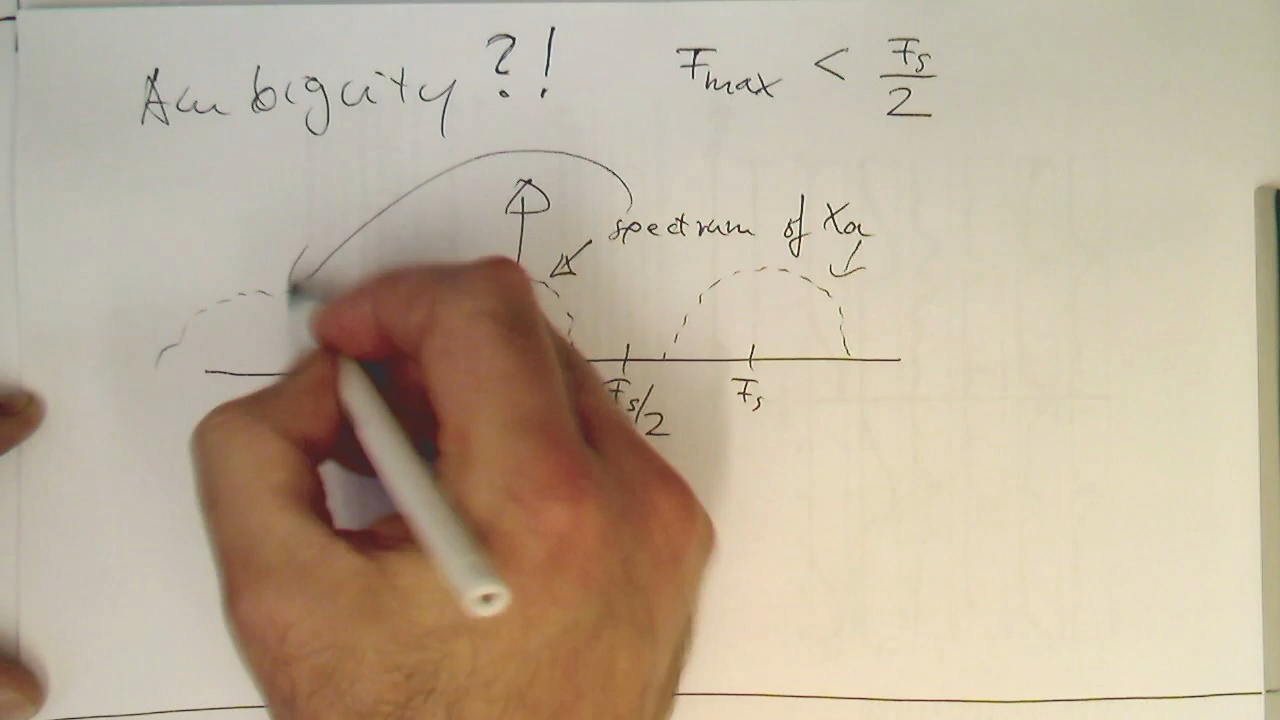 Ambiguity ?!
Fmax < Fs/2
spectrum of Xa
Fs/2
Fs